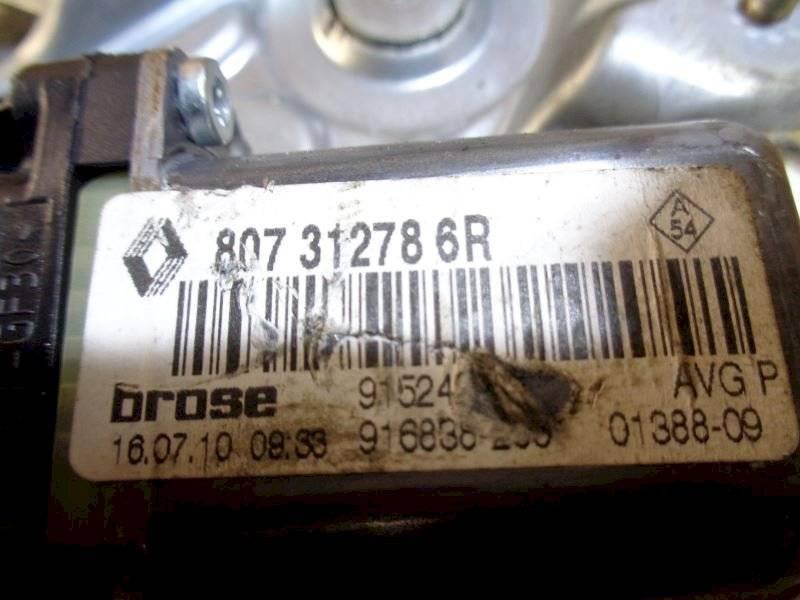 807 31278 6R
A
54
brose
AVG P
16.07.10 08:33
01388-09